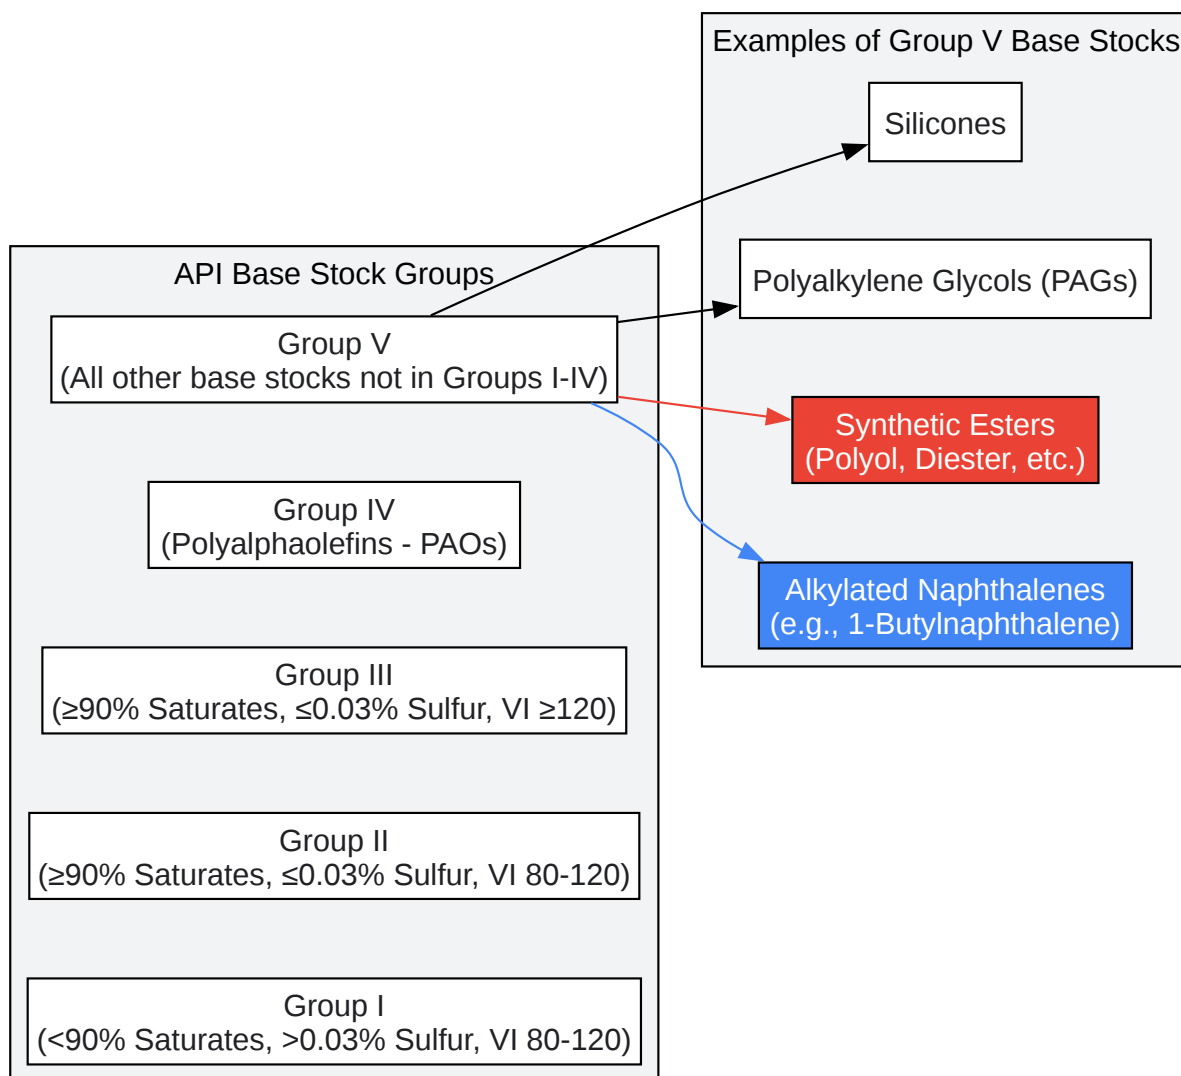 Examples of Group V Base Stocks
Silicones
Polyalkylene Glycols (PAGs)
Synthetic Esters
(Polyol, Diester, etc.)
Alkylated Naphthalenes
(e.g., 1-Butylnaphthalene)
API Base Stock Groups
Group V
(All other base stocks not in Groups I-IV)
Group IV
(Polyalphaolefins - PAOs)
Group III
(≥90% Saturates, ≤0.03% Sulfur, VI ≥120)
Group II
(≥90% Saturates, ≤0.03% Sulfur, VI 80-120)
Group I
(<90% Saturates, >0.03% Sulfur, VI 80-120)